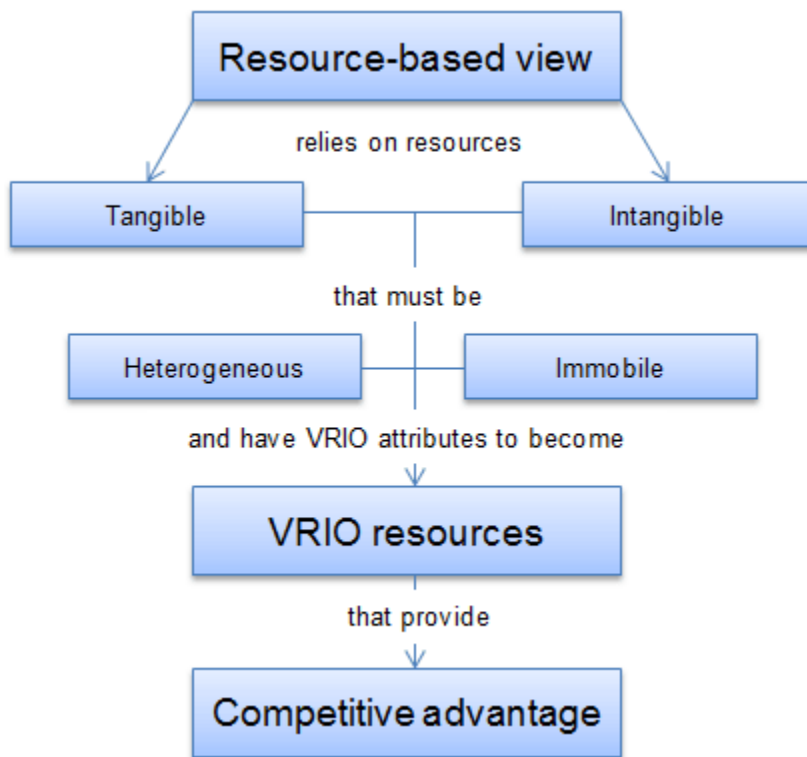 Resource-based view
relies on resources
Tangible
Intangible
that must be
Heterogeneous
Immobile
and have VRIO attributes to become
VRIO resources
that provide
Competitive advantage